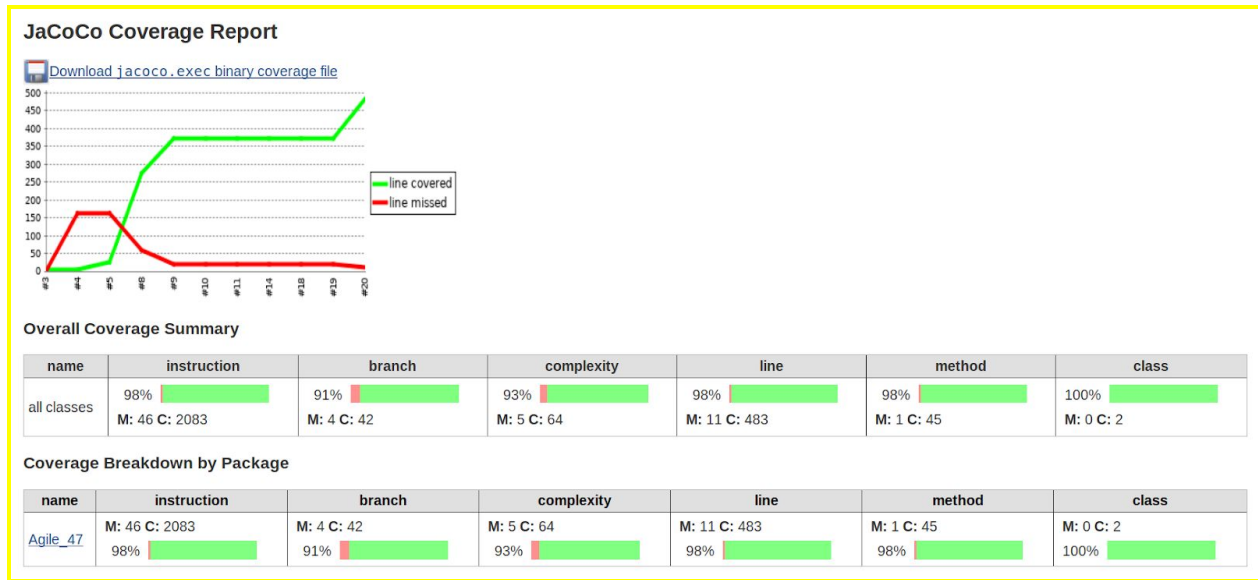 JaCoCo Coverage Report
Download jacoco.exec binary coverage file
500
450
400
350
300
250
200
150
100
50
0
#3 #4 #5 #8 #9 #10 #11 #14 #18 #19 #20
line covered
line missed
Overall Coverage Summary
name instruction branch complexity line method class
all classes
98% 91% 93% 98% 98% 100%
M: 46 C: 2083 M: 4 C: 42 M: 5 C: 64 M: 11 C: 483 M: 1 C: 45 M: 0 C: 2
Coverage Breakdown by Package
name instruction branch complexity line method class
Agile_47
M: 46 C: 2083 M: 4 C: 42 M: 5 C: 64 M: 11 C: 483 M: 1 C: 45 M: 0 C: 2
98% 91% 93% 98% 98% 100%